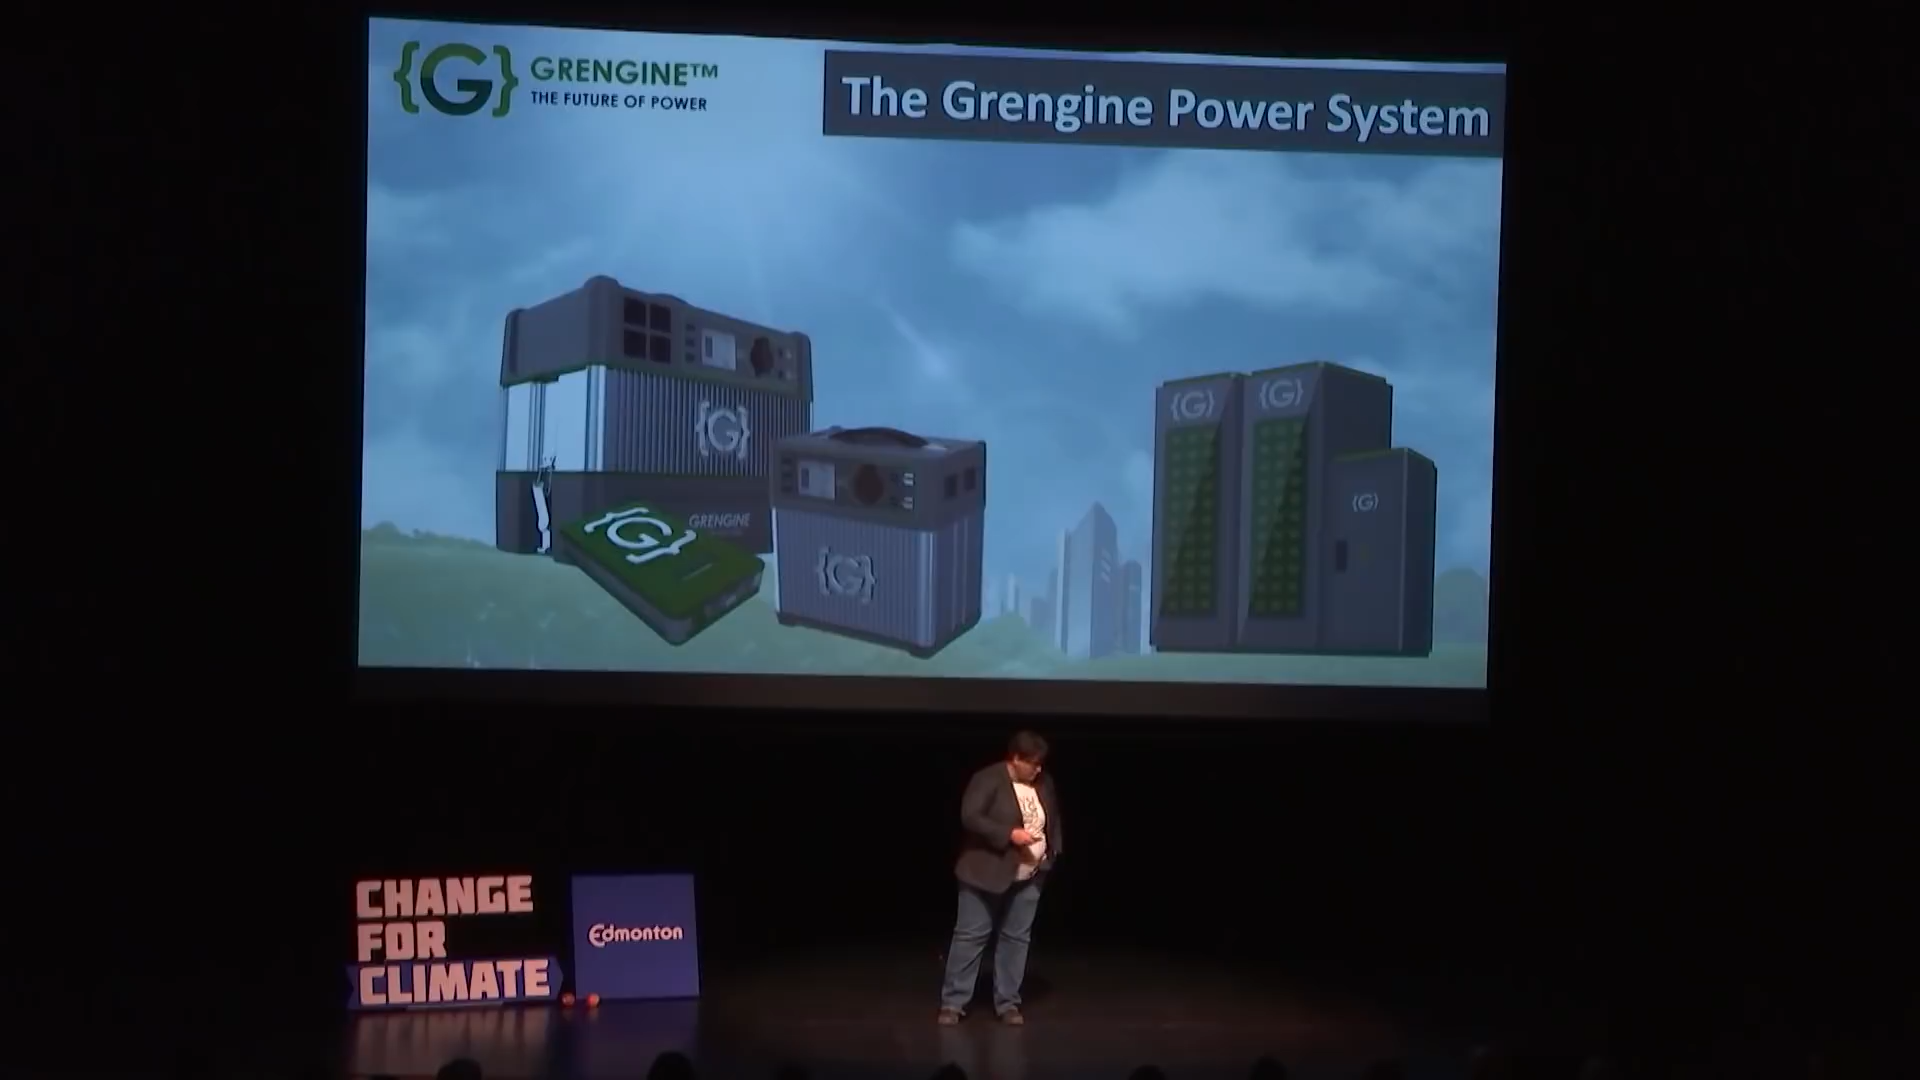 {G} GRENGINE™
THE FUTURE OF POWER
The Grengine Power System
{G}
{G}
{G}
{G}
GRENGINE
{G}
{G}
CHANGE
FOR
CLIMATE
Edmonton